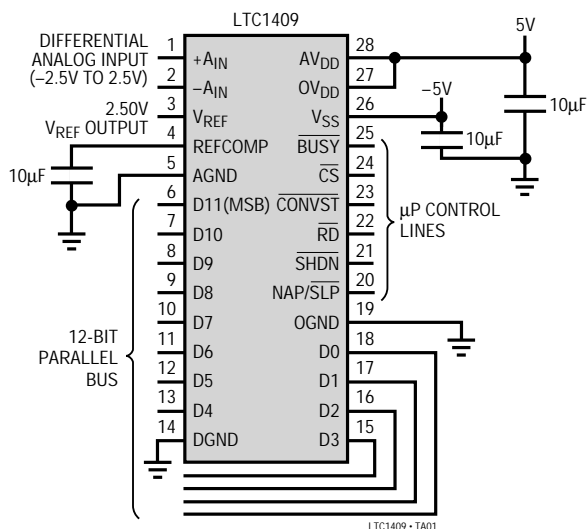 LTC1409
DIFFERENTIAL
ANALOG INPUT
(–2.5V TO 2.5V)
2.50V
VREF OUTPUT
10µF
12-BIT
PARALLEL
BUS
1 +AIN
2 –AIN
3 VREF
4 REFCOMP
5 AGND
6 D11(MSB)
7 D10
8 D9
9 D8
10 D7
11 D6
12 D5
13 D4
14 DGND
AVDD 28
OVDD 27
VSS 26
BUSY 25
CS 24
CONVST 23
RD 22
SHDN 21
NAP/SLP 20
OGND 19
D0 18
D1 17
D2 16
D3 15
5V
–5V
10µF
10µF
µP CONTROL
LINES
LTC1409 • TA01